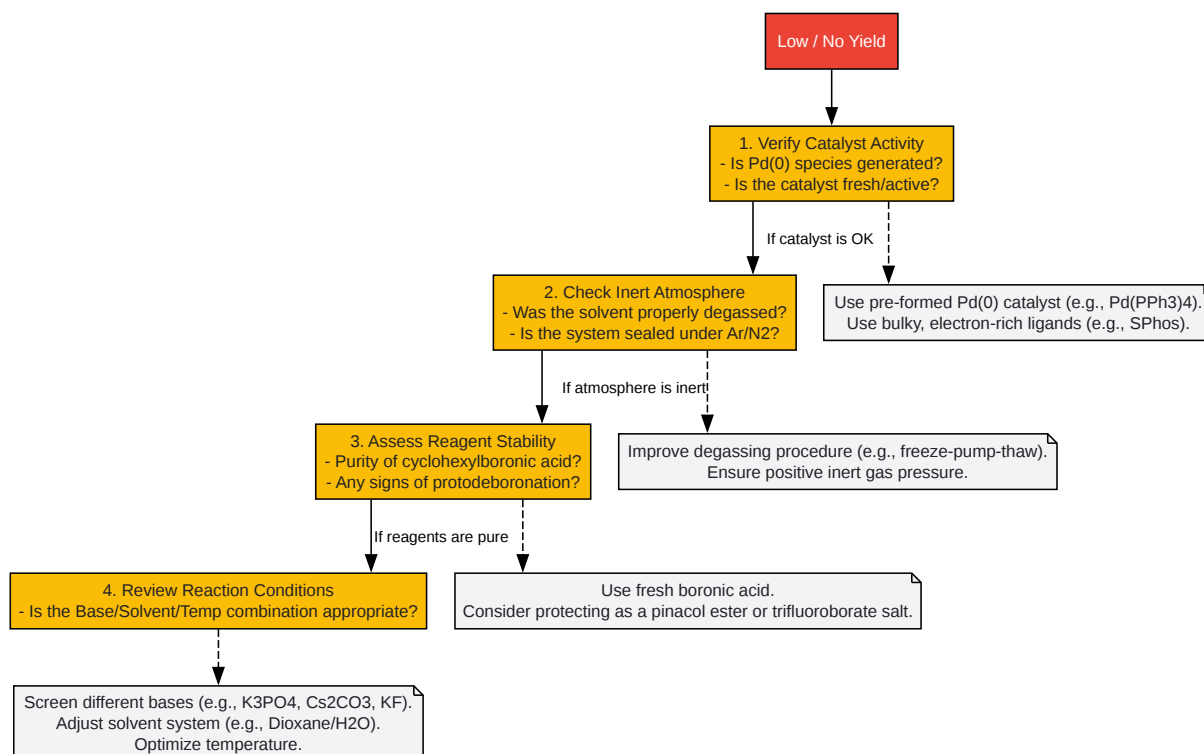 Low / No Yield
1. Verify Catalyst Activity
- Is Pd(0) species generated?
- Is the catalyst fresh/active?
If catalyst is OK
2. Check Inert Atmosphere
- Was the solvent properly degassed?
- Is the system sealed under Ar/N2?
Use pre-formed Pd(0) catalyst (e.g., Pd(PPh3)4).
Use bulky, electron-rich ligands (e.g., SPhos).
If atmosphere is inert
3. Assess Reagent Stability
- Purity of cyclohexylboronic acid?
- Any signs of protodeboronation?
Improve degassing procedure (e.g., freeze-pump-thaw).
Ensure positive inert gas pressure.
If reagents are pure
4. Review Reaction Conditions
- Is the Base/Solvent/Temp combination appropriate?
Use fresh boronic acid.
Consider protecting as a pinacol ester or trifluoroborate salt.
Screen different bases (e.g., K3PO4, Cs2CO3, KF).
Adjust solvent system (e.g., Dioxane/H2O).
Optimize temperature.